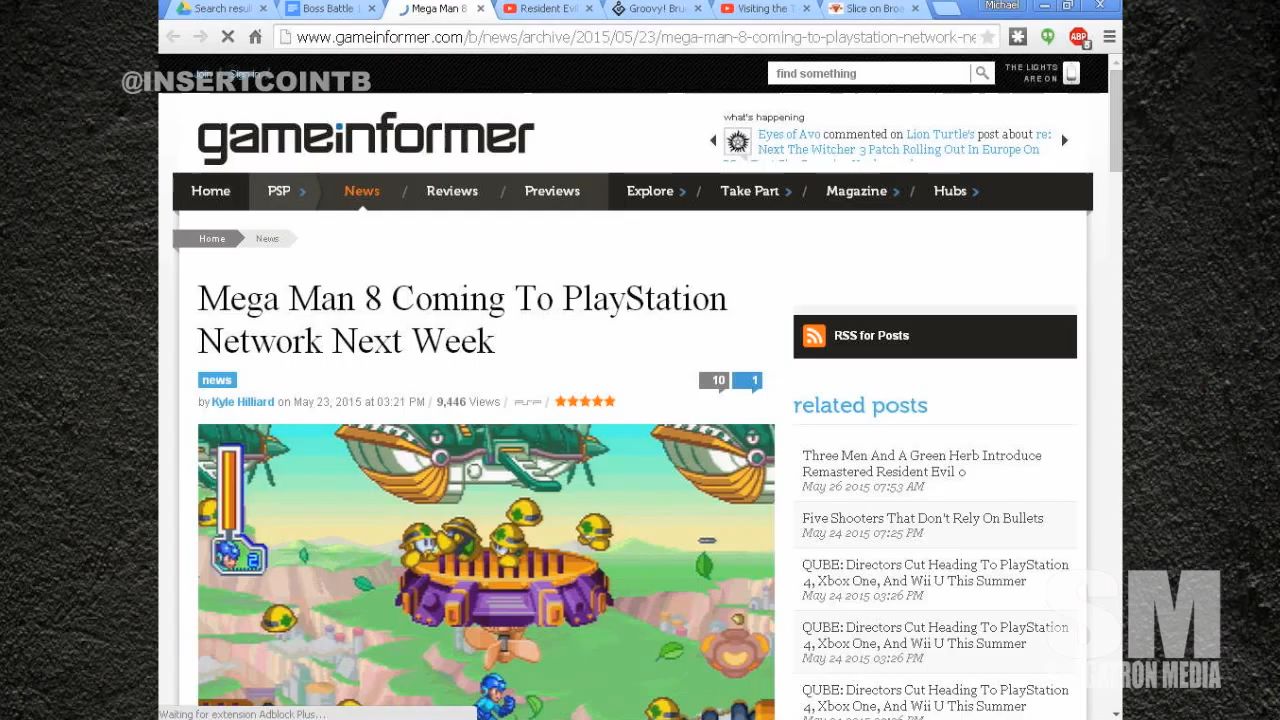 Search resul
Boss Battle
Mega Man 8
Resident Evi
Groovy! Bru
Visiting the T
Slice on Broa
Michael
www.gameinformer.com/b/news/archive/2015/05/23/mega-man-8-coming-to-playstation-network-ne
ABP
5
Join
Sign In
@INSERTCOINTB
find something
THE LIGHTS
ARE ON
gameinformer
what's happening
Eyes of Avo commented on Lion Turtle's post about re:
Next The Witcher 3 Patch Rolling Out In Europe On
Home
PSP
News / Reviews / Previews
Explore / Take Part / Magazine / Hubs
Home
News
Mega Man 8 Coming To PlayStation
Network Next Week
news
10
1
by Kyle Hilliard on May 23, 2015 at 03:21 PM / 9,446 Views / PSP /
2
RSS for Posts
related posts
Three Men And A Green Herb Introduce
Remastered Resident Evil 0
May 26 2015 07:53 AM
Five Shooters That Don't Rely On Bullets
May 24 2015 07:25 PM
QUBE: Directors Cut Heading To PlayStation
4, Xbox One, And Wii U This Summer
May 24 2015 03:26 PM
QUBE: Directors Cut Heading To PlayStation
4, Xbox One, And Wii U This Summer
May 24 2015 03:26 PM
QUBE: Directors Cut Heading To PlayStation
4, Xbox One, And Wii U This Summer
SM
ATRON MEDIA
Waiting for extension Adblock Plus...